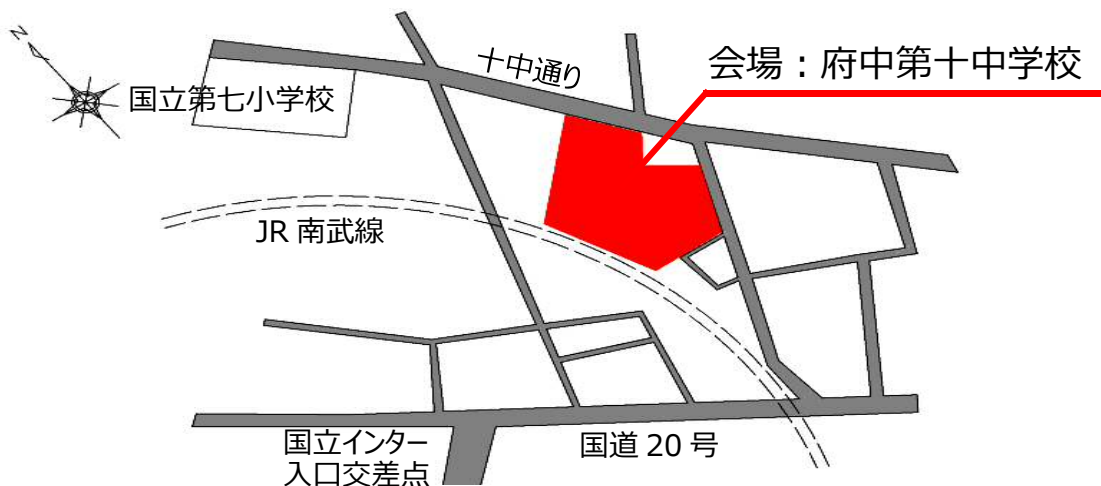 N
十中通り
会場：府中第十中学校
国立第七小学校
JR 南武線
国立インター
入口交差点
国道 20 号